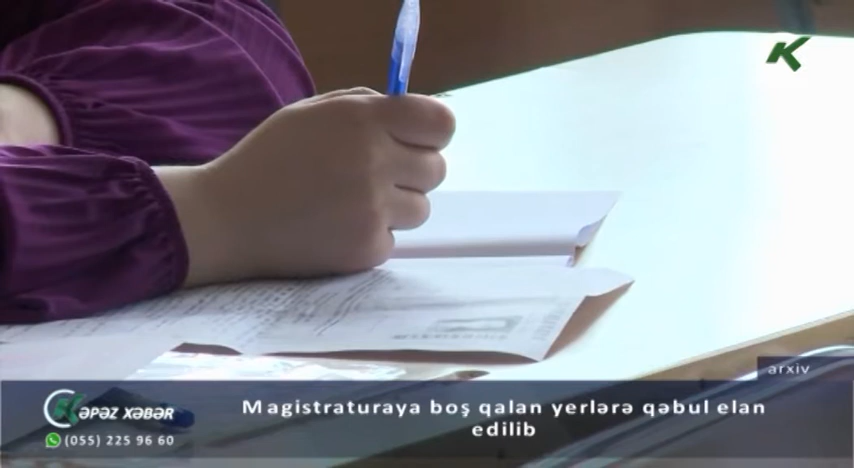 K
arxiv
KƏPƏZ XƏBƏR
(055) 225 96 60
Magistraturaya boş qalan yerlərə qəbul elan
edilib